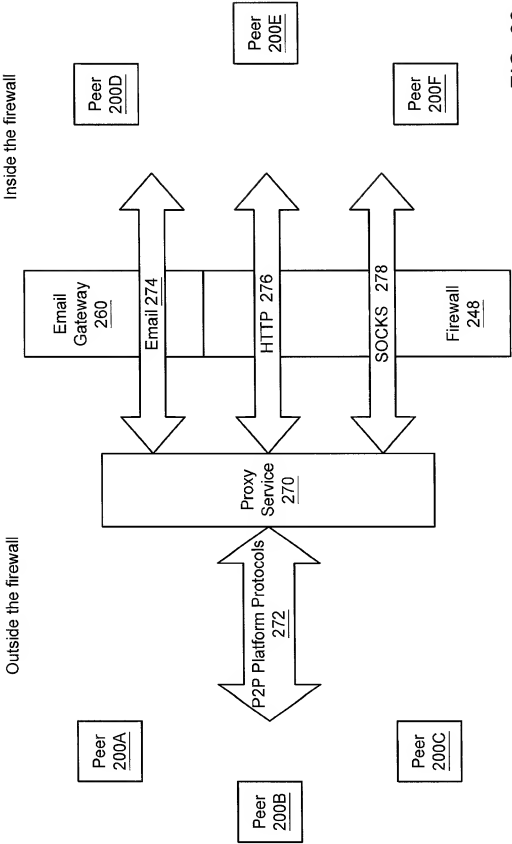 Outside the firewall
Inside the firewall
Peer
200A
Peer
200B
Peer
200C
P2P Platform Protocols
272
Proxy
Service
270
Email
Gateway
260
Email 274
HTTP 276
SOCKS 278
Firewall
248
Peer
200D
Peer
200E
Peer
200F